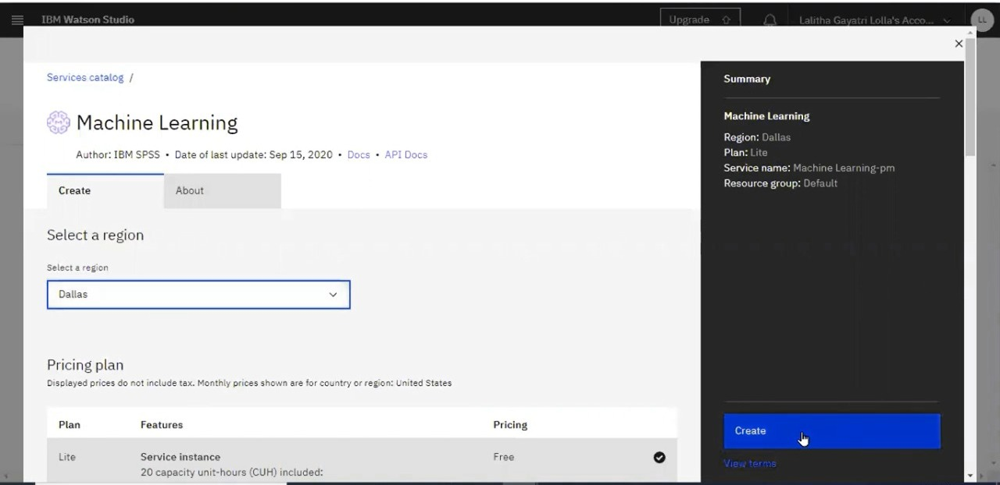 IBM Watson Studio
Upgrade
Lalitha Gayatri Lolla's Acco...
LL
Services catalog /
Machine Learning
Author: IBM SPSS • Date of last update: Sep 15, 2020 • Docs • API Docs
Create
About
Select a region
Select a region
Dallas
Pricing plan
Displayed prices do not include tax. Monthly prices shown are for country or region: United States
Plan Features Pricing
Lite Service instance Free
20 capacity unit-hours (CUH) included:
Summary
Machine Learning
Region: Dallas
Plan: Lite
Service name: Machine Learning-pm
Resource group: Default
Create
View terms